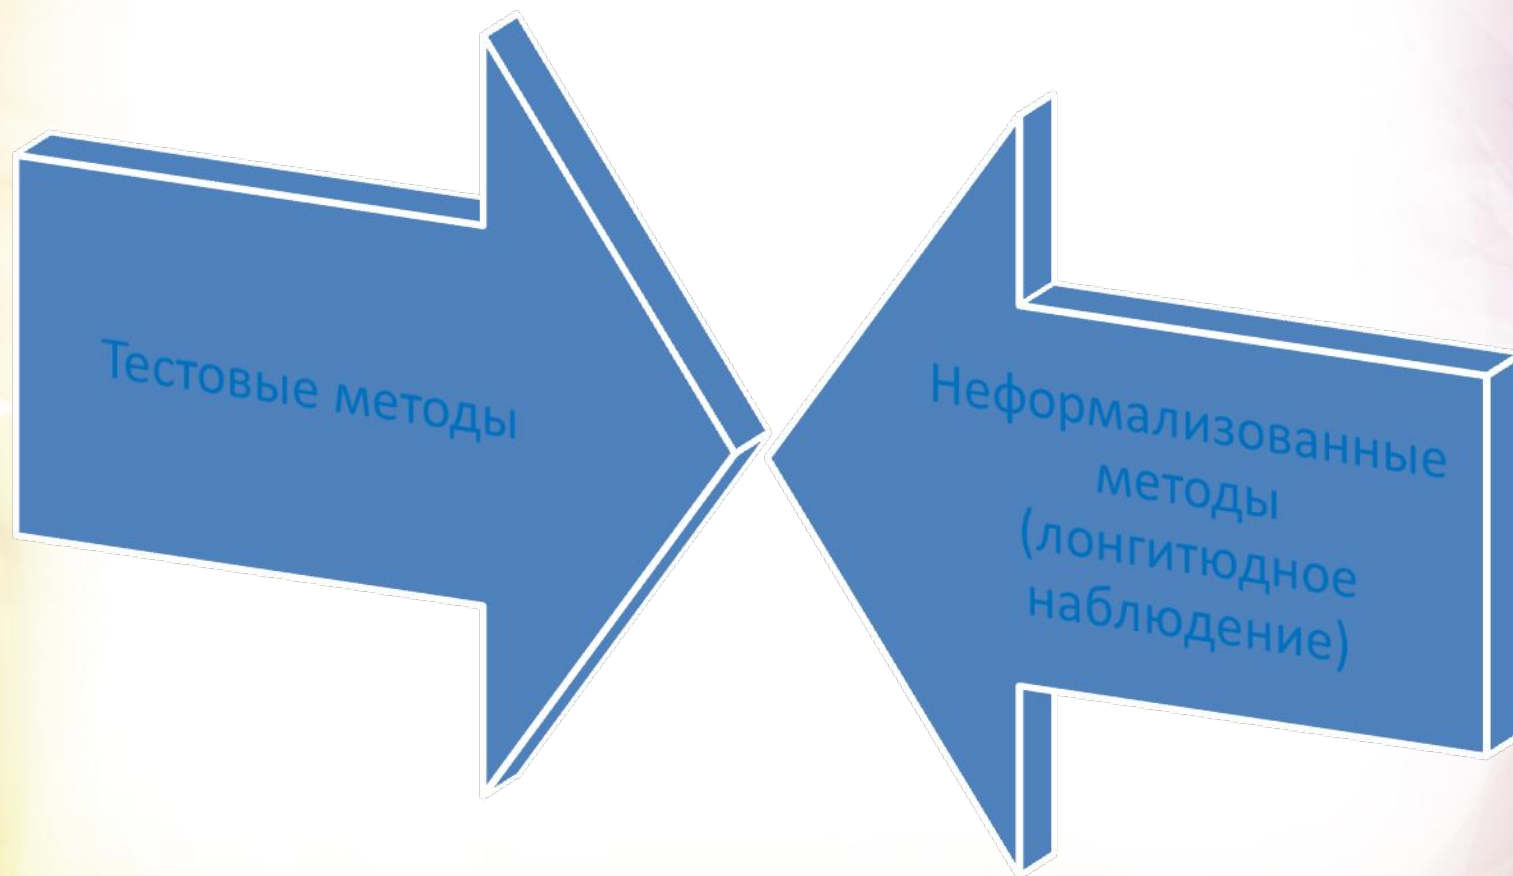 Тестовые методы
Неформализованные
методы
(лонгитюдное
наблюдение)